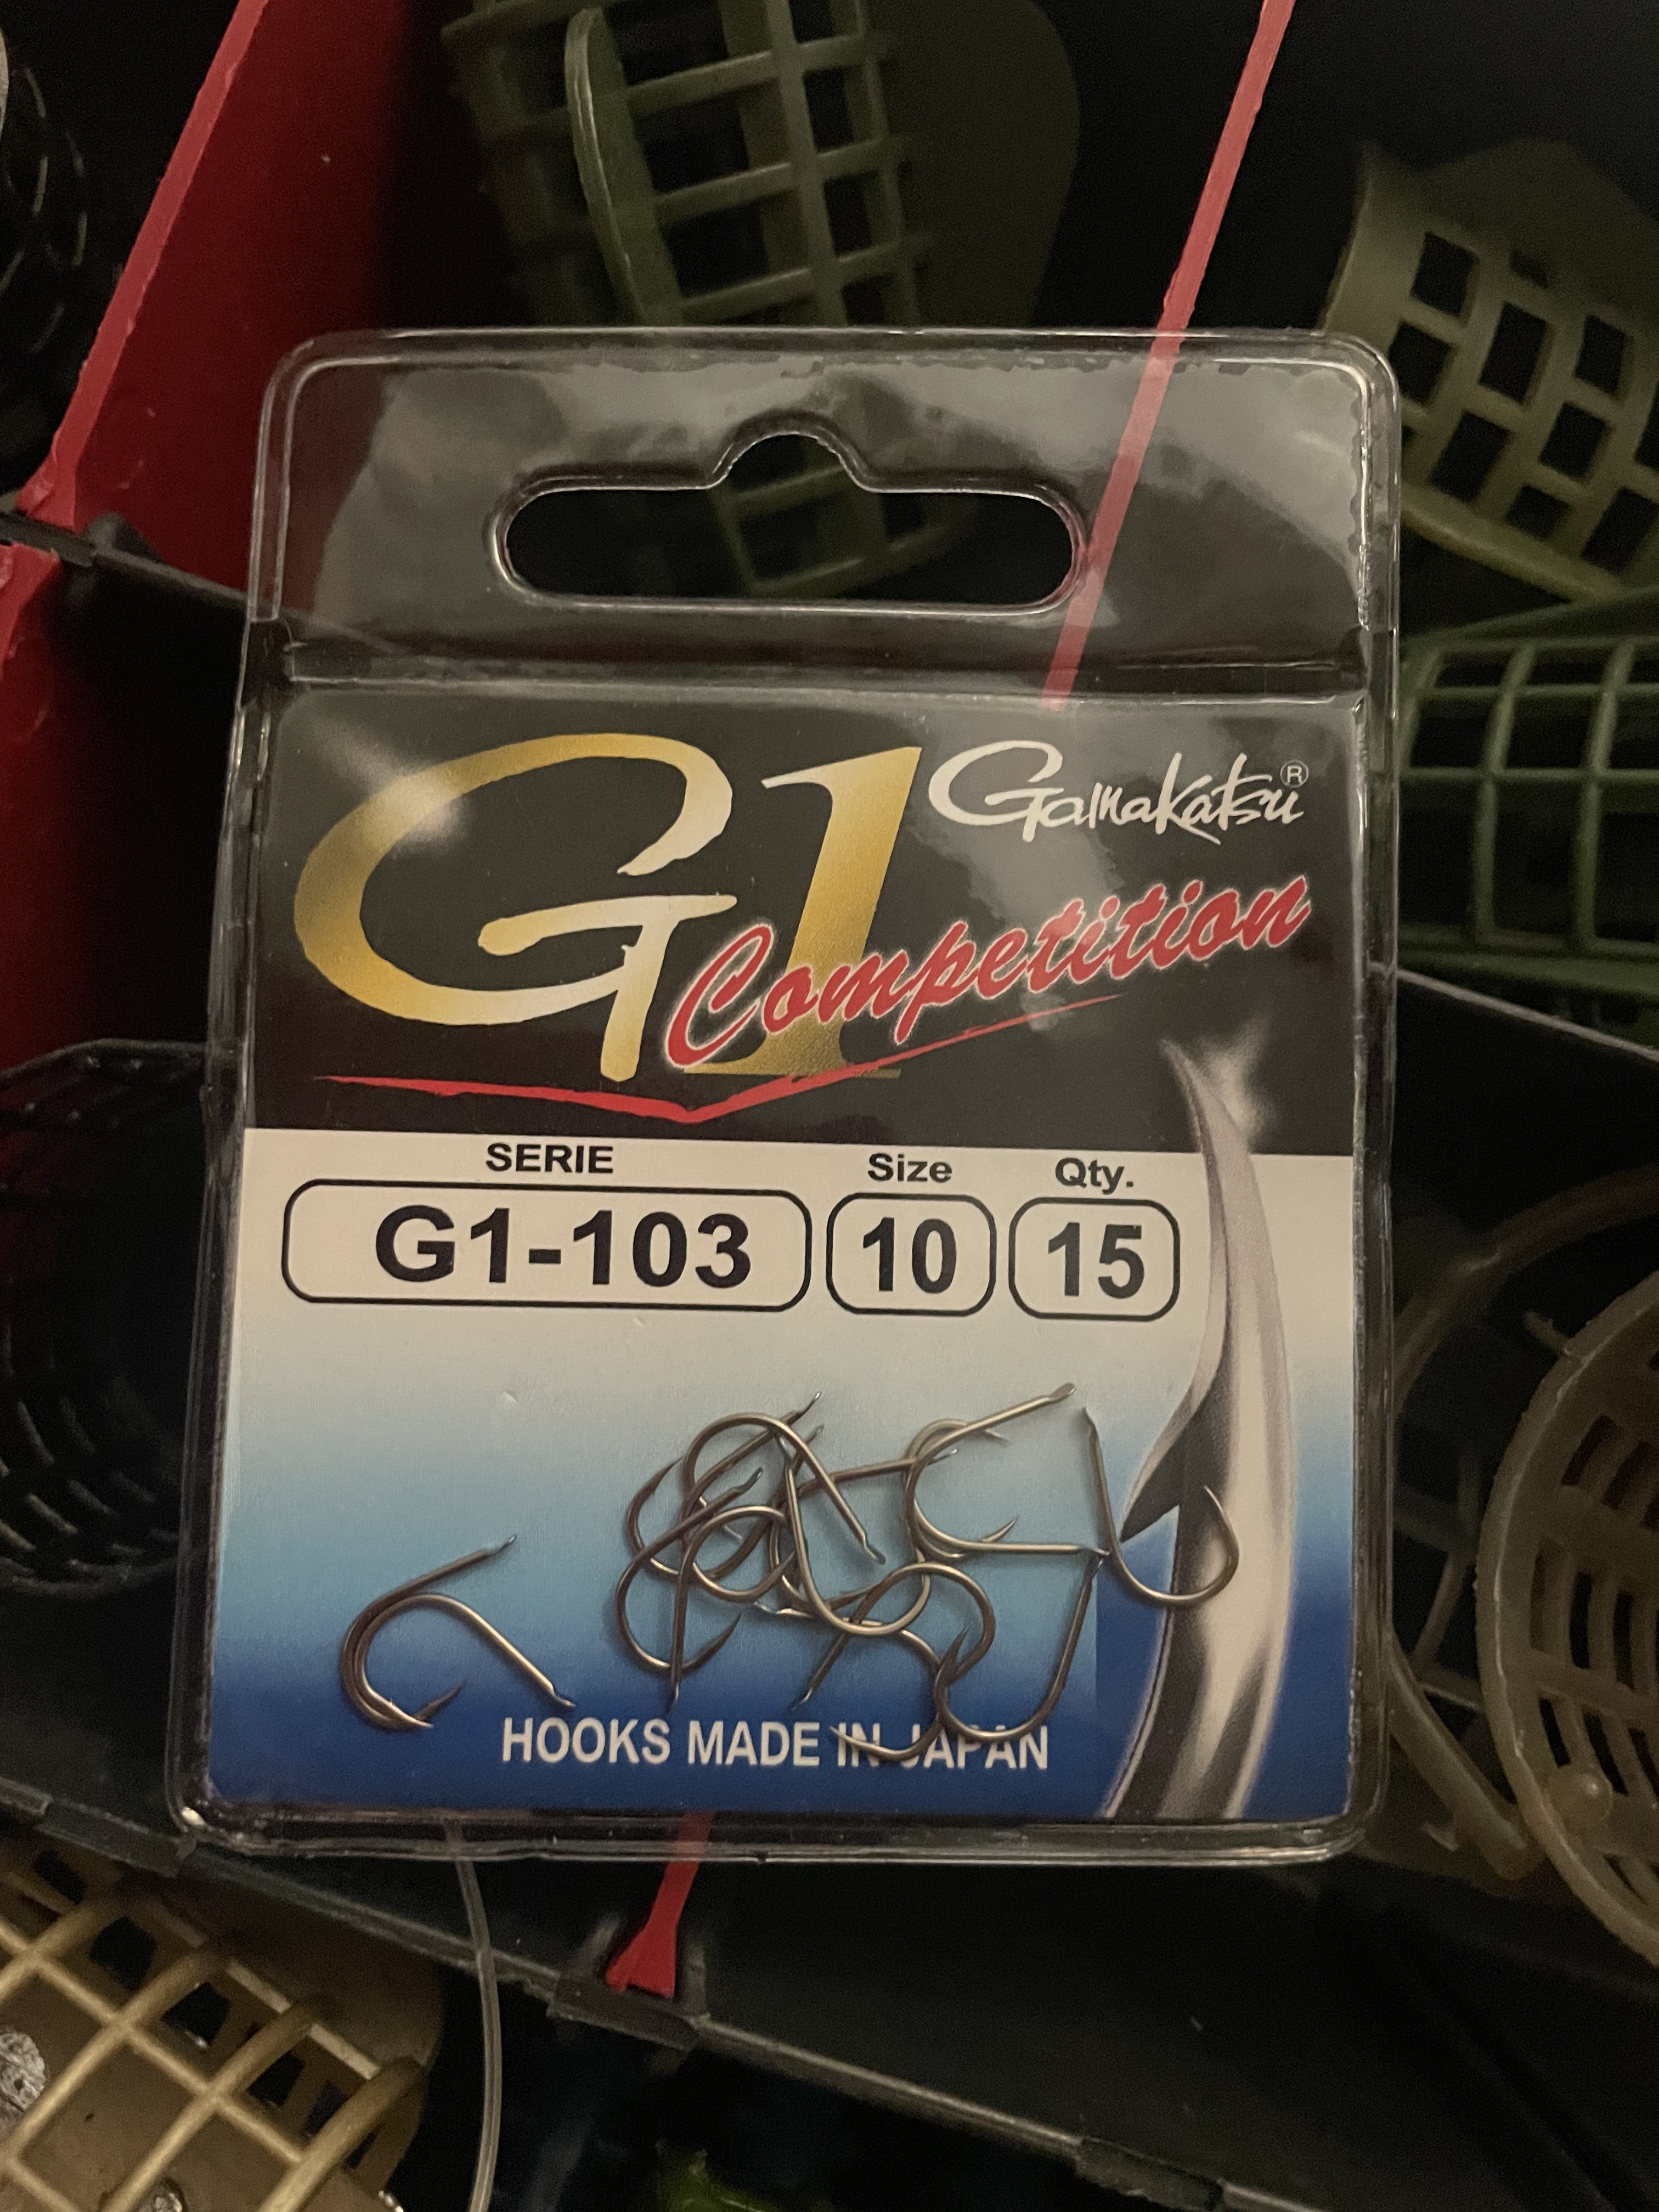 G1 Gamakatsu®
Competition
SERIE Size Qty.
G1-103 10 15
HOOKS MADE IN JAPAN